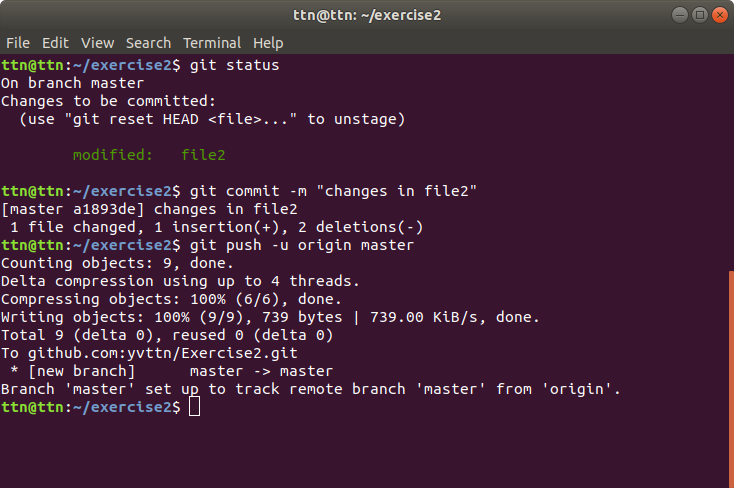 ttn@ttn: ~/exercise2
File Edit View Search Terminal Help
ttn@ttn:~/exercise2$ git status
On branch master
Changes to be committed:
  (use "git reset HEAD <file>..." to unstage)
        modified:   file2
ttn@ttn:~/exercise2$ git commit -m "changes in file2"
[master a1893de] changes in file2
 1 file changed, 1 insertion(+), 2 deletions(-)
ttn@ttn:~/exercise2$ git push -u origin master
Counting objects: 9, done.
Delta compression using up to 4 threads.
Compressing objects: 100% (6/6), done.
Writing objects: 100% (9/9), 739 bytes | 739.00 KiB/s, done.
Total 9 (delta 0), reused 0 (delta 0)
To github.com:yvttn/Exercise2.git
 * [new branch]      master -> master
Branch 'master' set up to track remote branch 'master' from 'origin'.
ttn@ttn:~/exercise2$